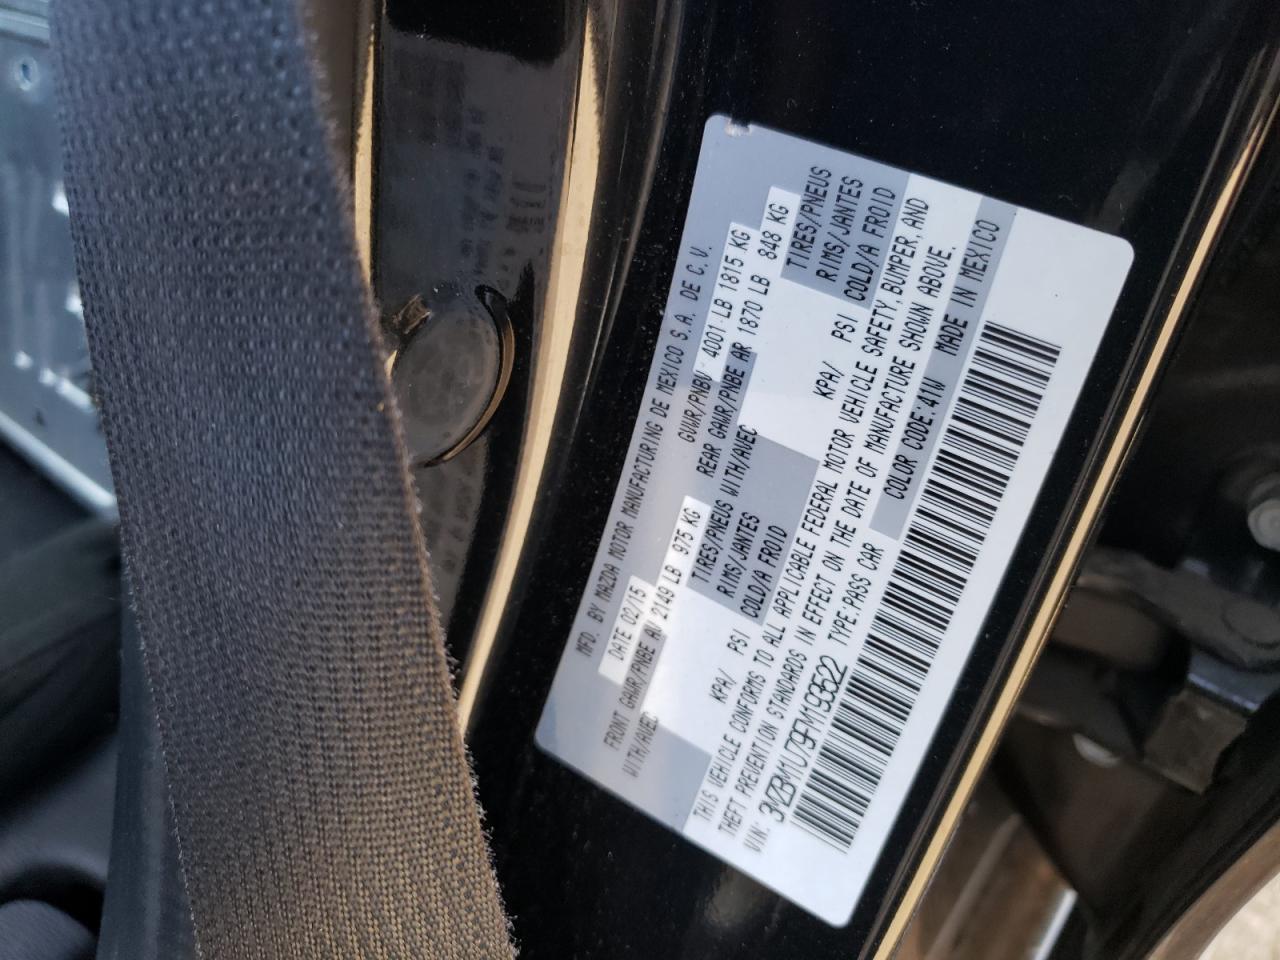 MFD. BY MAZDA MOTOR MANUFACTURING DE MEXICO S.A. DE C.V.
DATE 02/15 GVWR/PNBV 4001 LB 1815 KG
FRONT GAWR/PNBE AV 2149 LB 975 KG REAR GAWR/PNBE AR 1870 LB 848 KG
WITH/AVEC TIRES/PNEUS WITH/AVEC TIRES/PNEUS
RIMS/JANTES RIMS/JANTES
KPA/ PSI COLD/A FROID KPA/ PSI COLD/A FROID
THIS VEHICLE CONFORMS TO ALL APPLICABLE FEDERAL MOTOR VEHICLE SAFETY, BUMPER, AND
THEFT PREVENTION STANDARDS IN EFFECT ON THE DATE OF MANUFACTURE SHOWN ABOVE.
VIN: 3MZBM1U79FM193522 TYPE: PASS CAR COLOR CODE: 41W MADE IN MEXICO